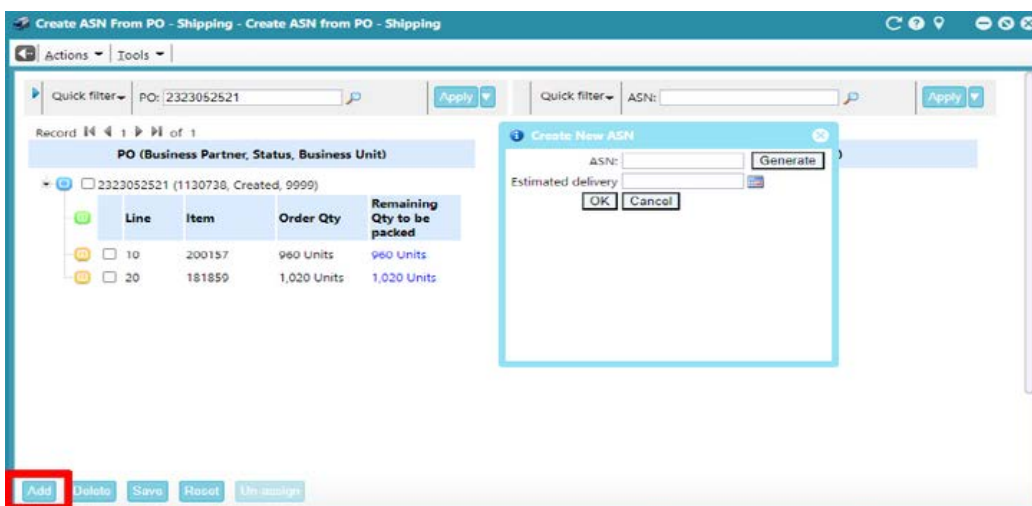 Create ASN From PO - Shipping - Create ASN from PO - Shipping
Actions Tools
Quick filter PO: 2323052521 Apply Quick filter ASN: Apply
Record 1 of 1
PO (Business Partner, Status, Business Unit) )
Create New ASN
ASN: Generate
Estimated delivery
OK Cancel
2323052521 (1130738, Created, 9999)
Line Item Order Qty Remaining
Qty to be
packed
10 200157 960 Units 960 Units
20 181859 1,020 Units 1,020 Units
Add Delete Save Reset Un-assign